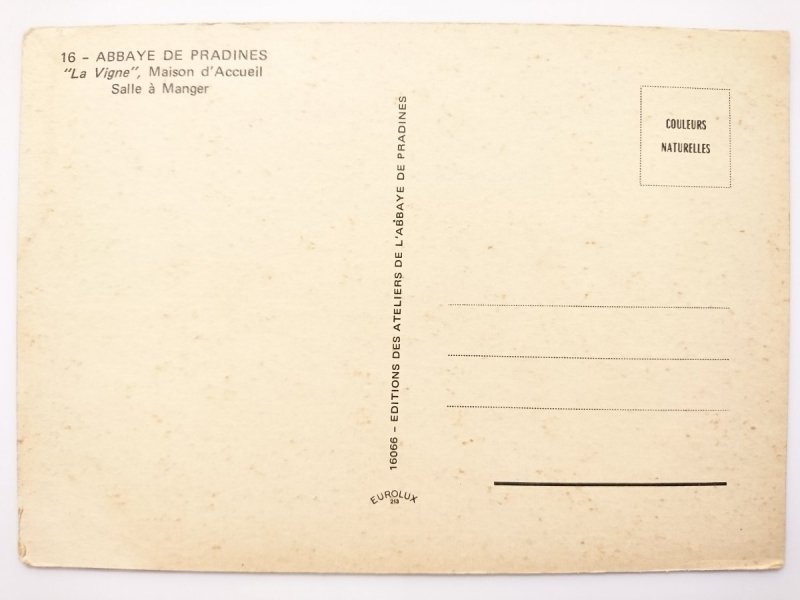 16 - ABBAYE DE PRADINES
"La Vigne", Maison d'Accueil
Salle à Manger
16066 - EDITIONS DES ATELIERS DE L'ABBAYE DE PRADINES
EUROLUX
213
COULEURS
NATURELLES